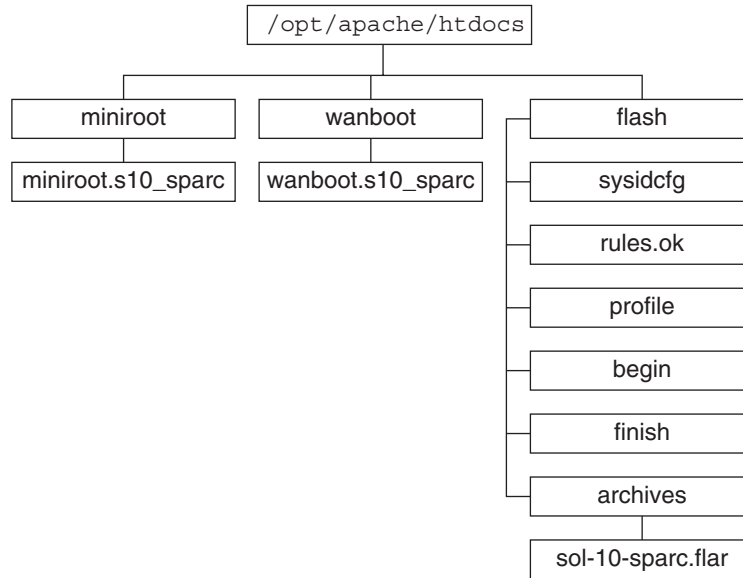 /opt/apache/htdocs
miniroot
wanboot
flash
miniroot.s10_sparc
wanboot.s10_sparc
sysidcfg
rules.ok
profile
begin
finish
archives
sol-10-sparc.flar